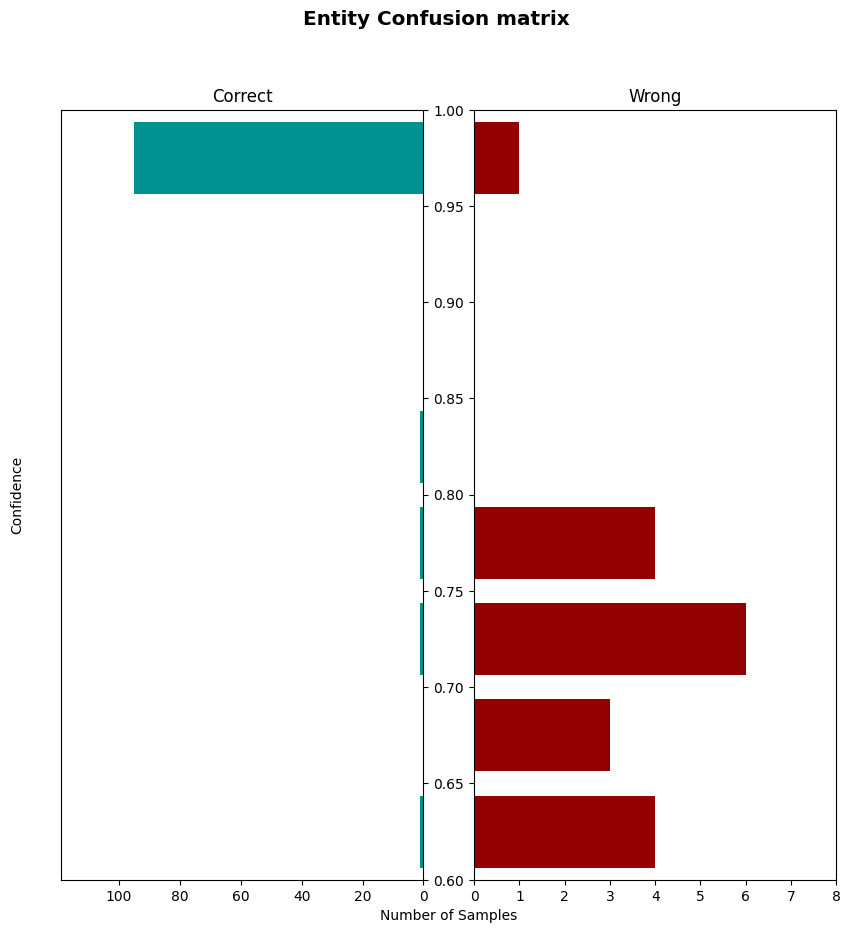 Entity Confusion matrix
Correct
Wrong
1.00
0.95
0.90
0.85
0.80
0.75
0.70
0.65
0.60
Confidence
100 80 60 40 20 0
0 1 2 3 4 5 6 7 8
Number of Samples